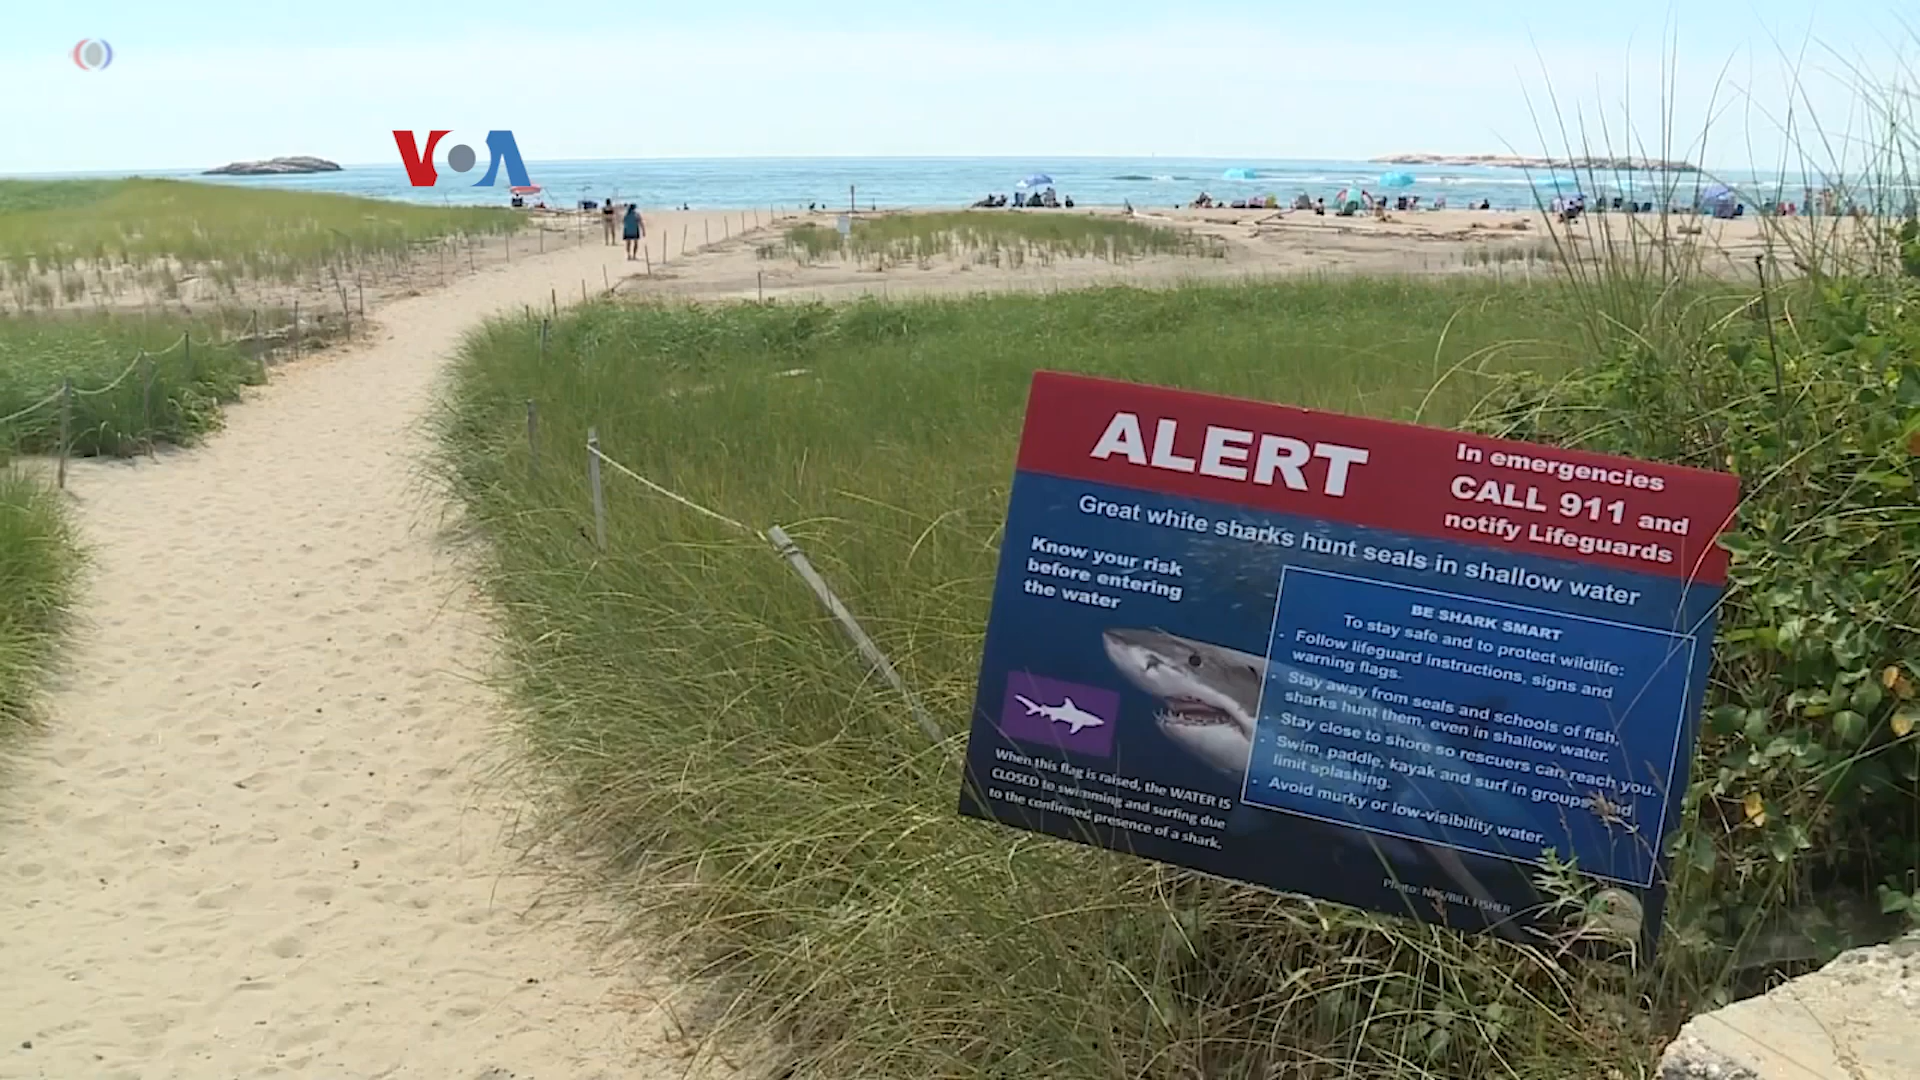 VOA
ALERT
In emergencies
CALL 911 and
notify Lifeguards
Great white sharks hunt seals in shallow water
Know your risk
before entering
the water
When this flag is raised, the WATER IS
CLOSED to swimming and surfing due
to the confirmed presence of a shark.
BE SHARK SMART
To stay safe and to protect wildlife:
- Follow lifeguard instructions, signs and
warning flags.
- Stay away from seals and schools of fish,
sharks hunt them, even in shallow water.
- Stay close to shore so rescuers can reach you.
- Swim, paddle, kayak and surf in groups and
limit splashing.
- Avoid murky or low-visibility water.
Photo: NPS/BILL FISHER